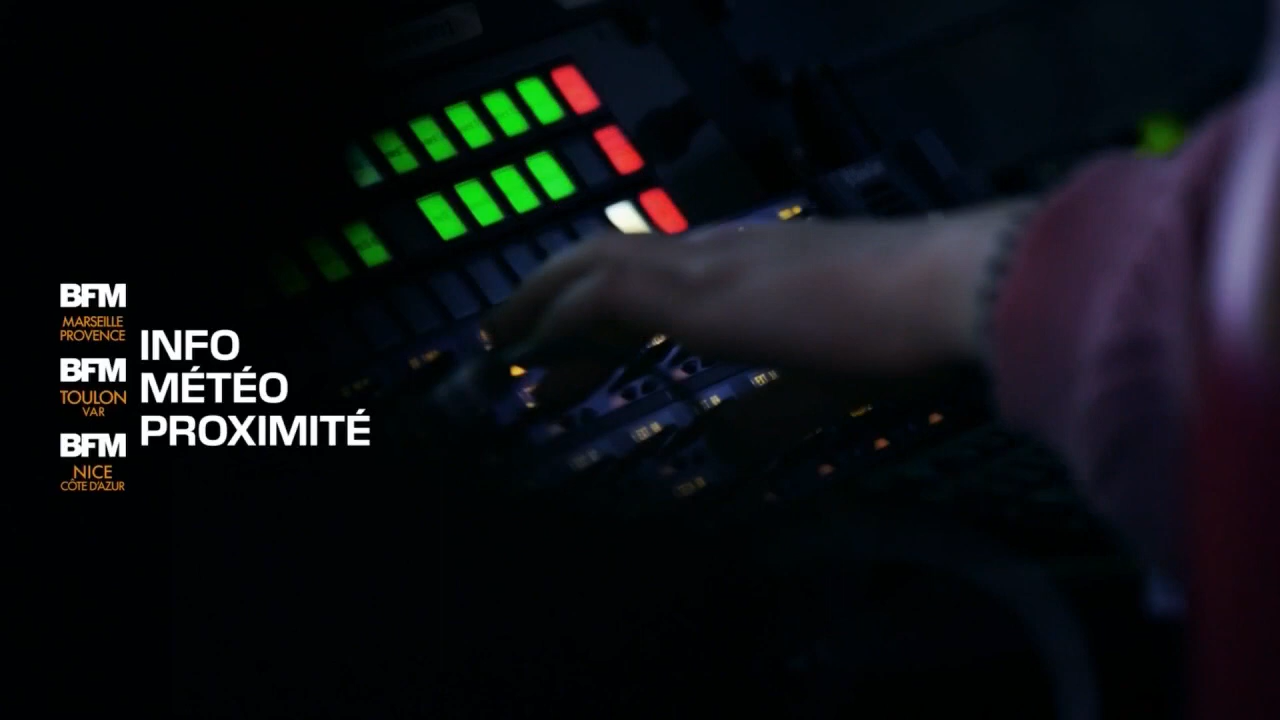 BFM
MARSEILLE
PROVENCE
BFM
TOULON
VAR
BFM
NICE
CÔTE D'AZUR
INFO
MÉTÉO
PROXIMITÉ